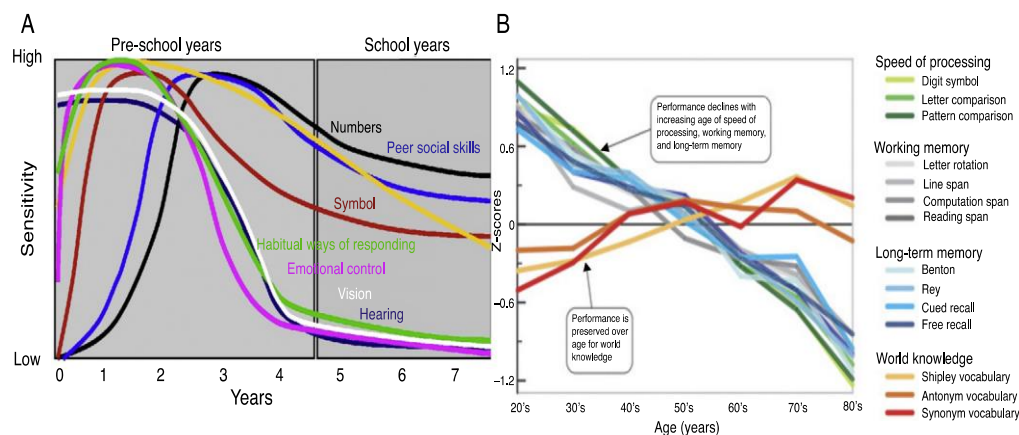 A
Pre-school years
School years
High
Sensitivity
Low
Numbers
Peer social skills
Symbol
Habitual ways of responding
Emotional control
Vision
Hearing
0 1 2 3 4 5 6 7
Years
B
1.2
0.6
0
−0.6
−1.2
Z-scores
Performance declines with
increasing age of speed of
processing, working memory,
and long-term memory
Performance is
preserved over
age for world
knowledge
20's 30's 40's 50's 60's 70's 80's
Age (years)
Speed of processing
Digit symbol
Letter comparison
Pattern comparison
Working memory
Letter rotation
Line span
Computation span
Reading span
Long-term memory
Benton
Rey
Cued recall
Free recall
World knowledge
Shipley vocabulary
Antonym vocabulary
Synonym vocabulary